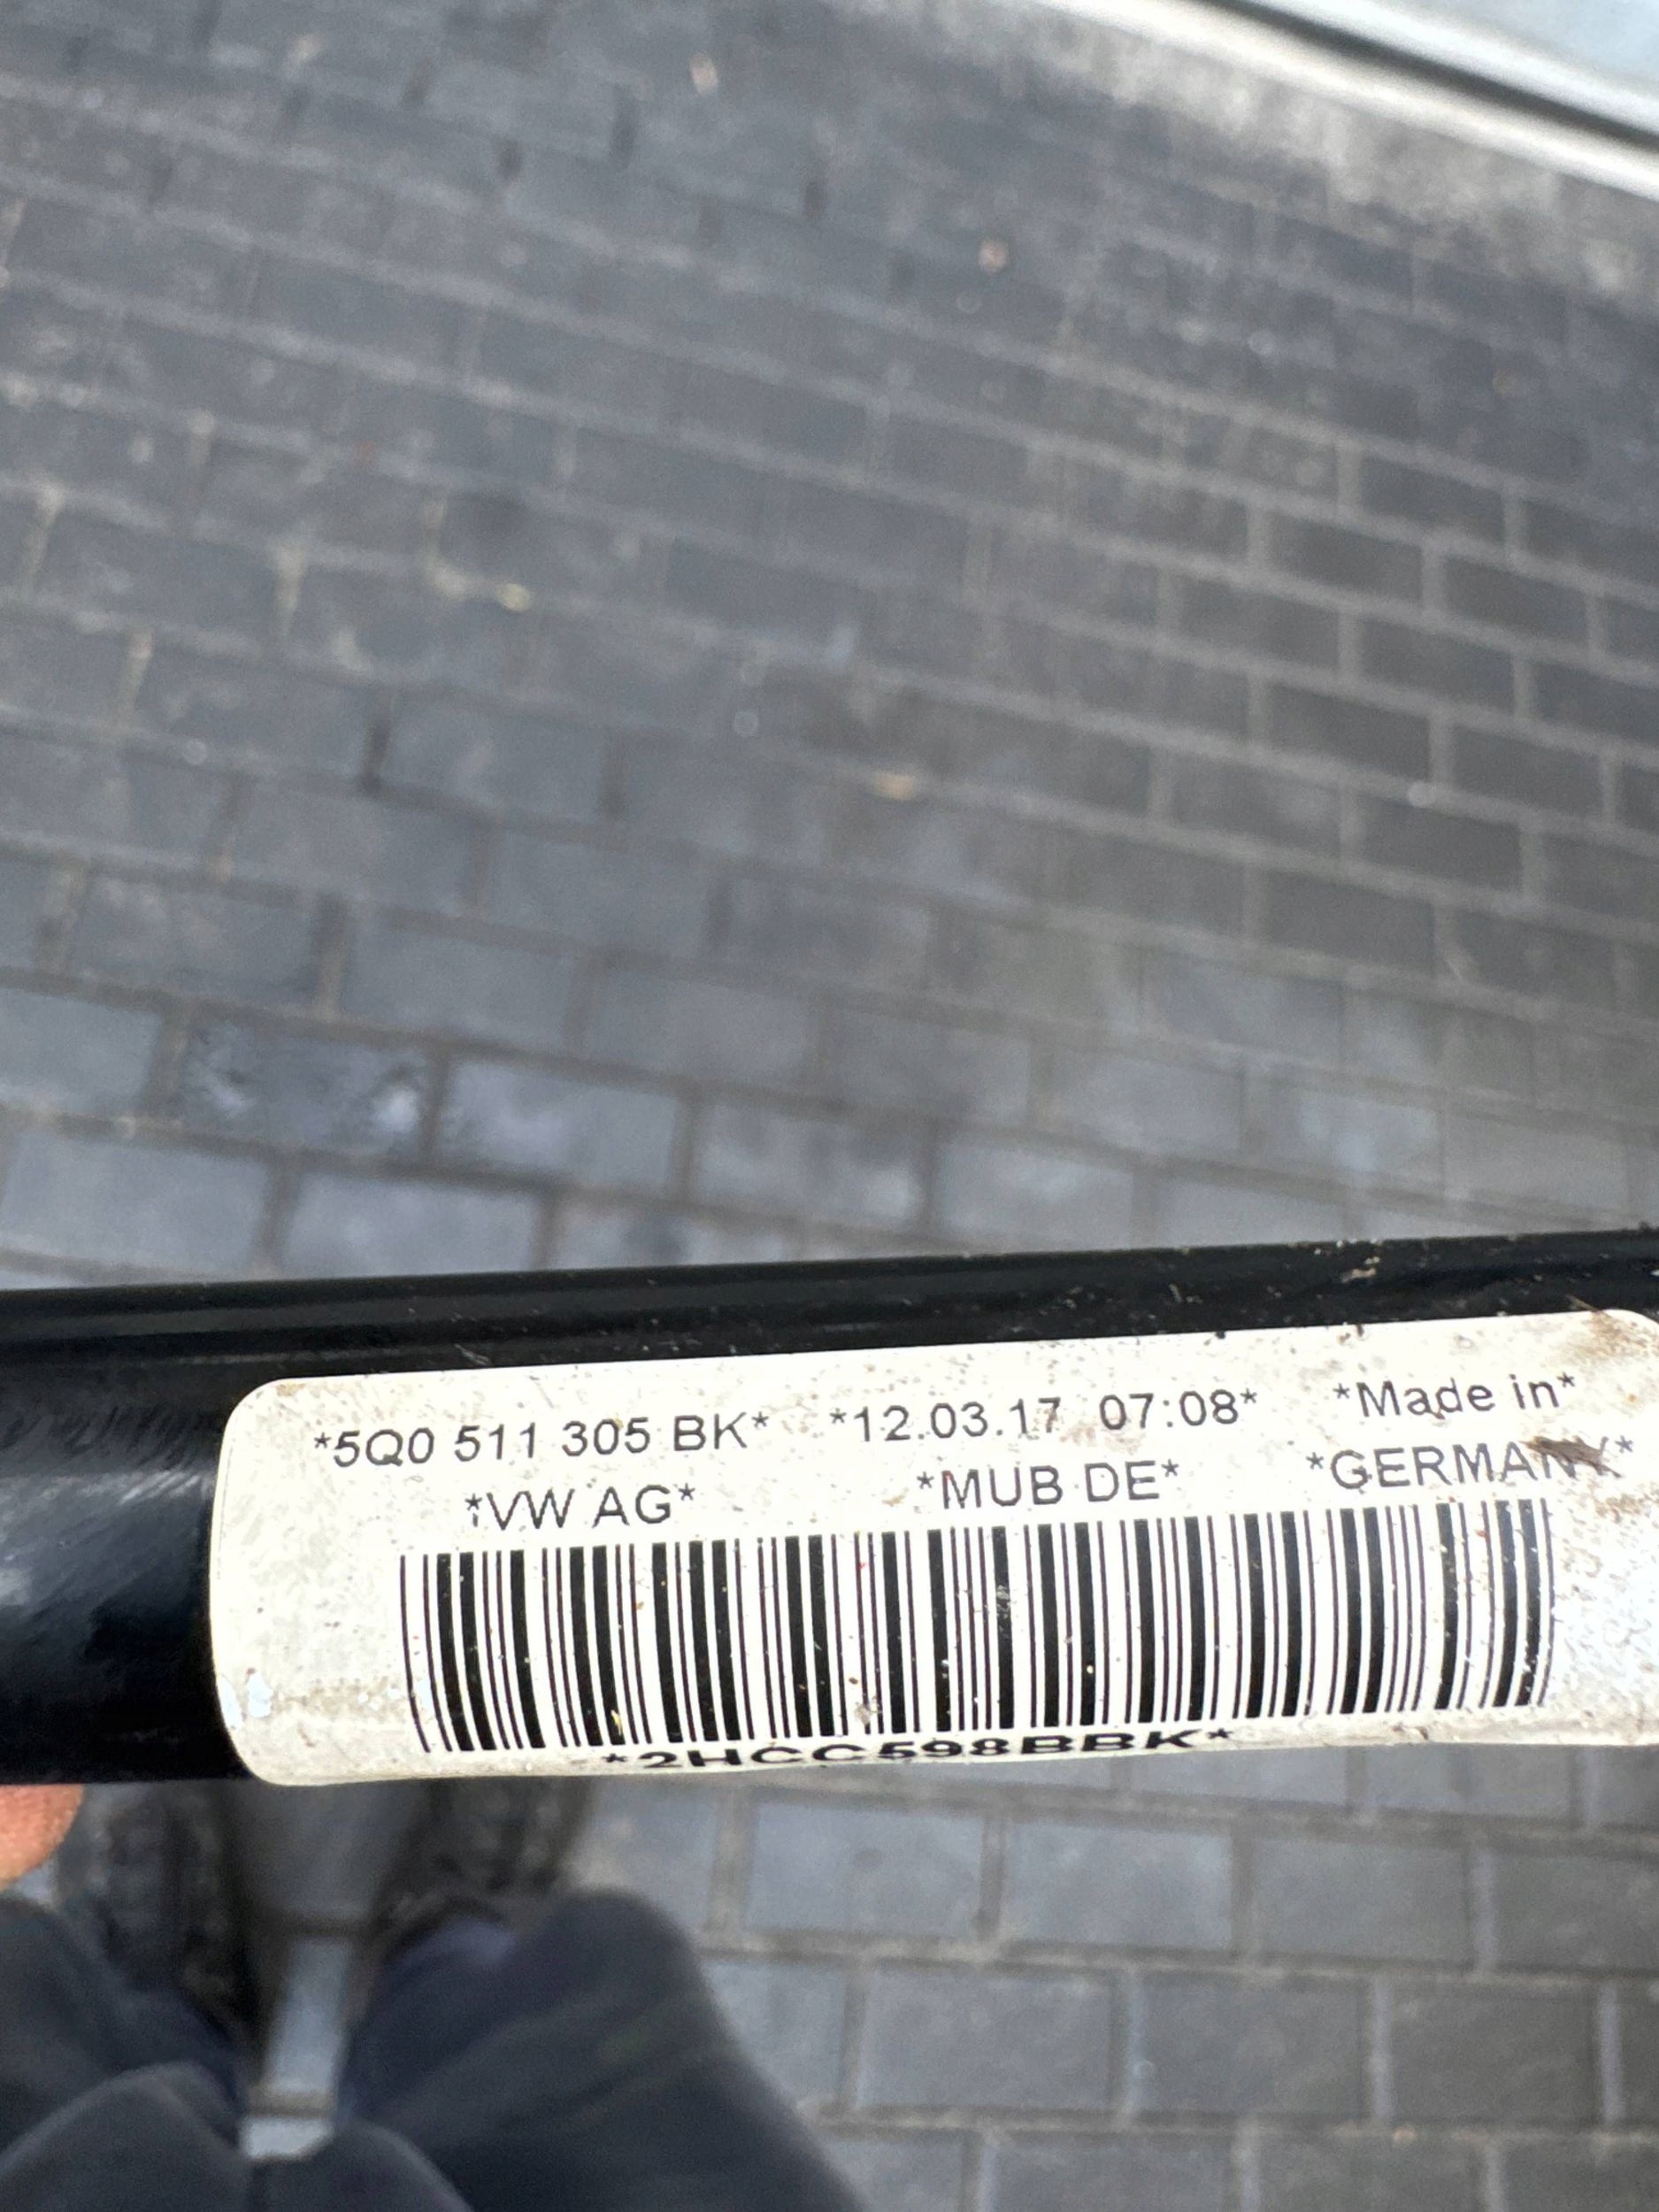 *5Q0 511 305 BK* *12.03.17 07:08* *Made in*
*VW AG* *MUB DE* *GERMANY*
*2HCC598BBK*